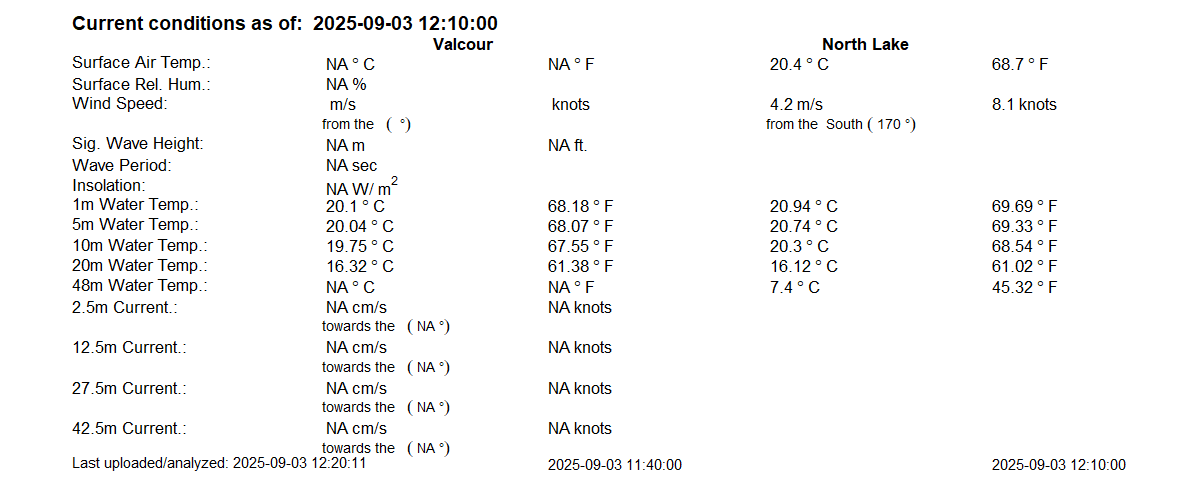 Current conditions as of: 2025-09-03 12:10:00
Valcour North Lake
Surface Air Temp.: NA ° C NA ° F 20.4 ° C 68.7 ° F
Surface Rel. Hum.: NA %
Wind Speed: m/s knots 4.2 m/s 8.1 knots
from the ( °) from the South ( 170 °)
Sig. Wave Height: NA m NA ft.
Wave Period: NA sec
Insolation: NA W/ m²
1m Water Temp.: 20.1 ° C 68.18 ° F 20.94 ° C 69.69 ° F
5m Water Temp.: 20.04 ° C 68.07 ° F 20.74 ° C 69.33 ° F
10m Water Temp.: 19.75 ° C 67.55 ° F 20.3 ° C 68.54 ° F
20m Water Temp.: 16.32 ° C 61.38 ° F 16.12 ° C 61.02 ° F
48m Water Temp.: NA ° C NA ° F 7.4 ° C 45.32 ° F
2.5m Current.: NA cm/s NA knots
towards the ( NA °)
12.5m Current.: NA cm/s NA knots
towards the ( NA °)
27.5m Current.: NA cm/s NA knots
towards the ( NA °)
42.5m Current.: NA cm/s NA knots
towards the ( NA °)
Last uploaded/analyzed: 2025-09-03 12:20:11 2025-09-03 11:40:00 2025-09-03 12:10:00